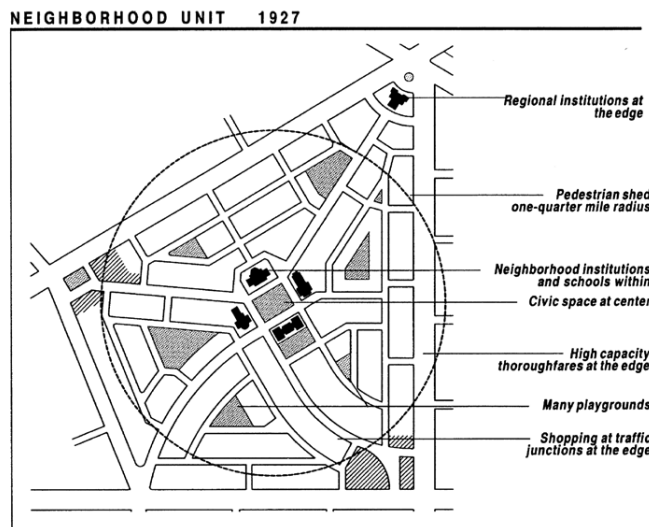 NEIGHBORHOOD UNIT 1927
Regional institutions at
the edge
Pedestrian shed
one-quarter mile radius
Neighborhood institutions
and schools within
Civic space at center
High capacity
thoroughfares at the edge
Many playgrounds
Shopping at traffic
junctions at the edge